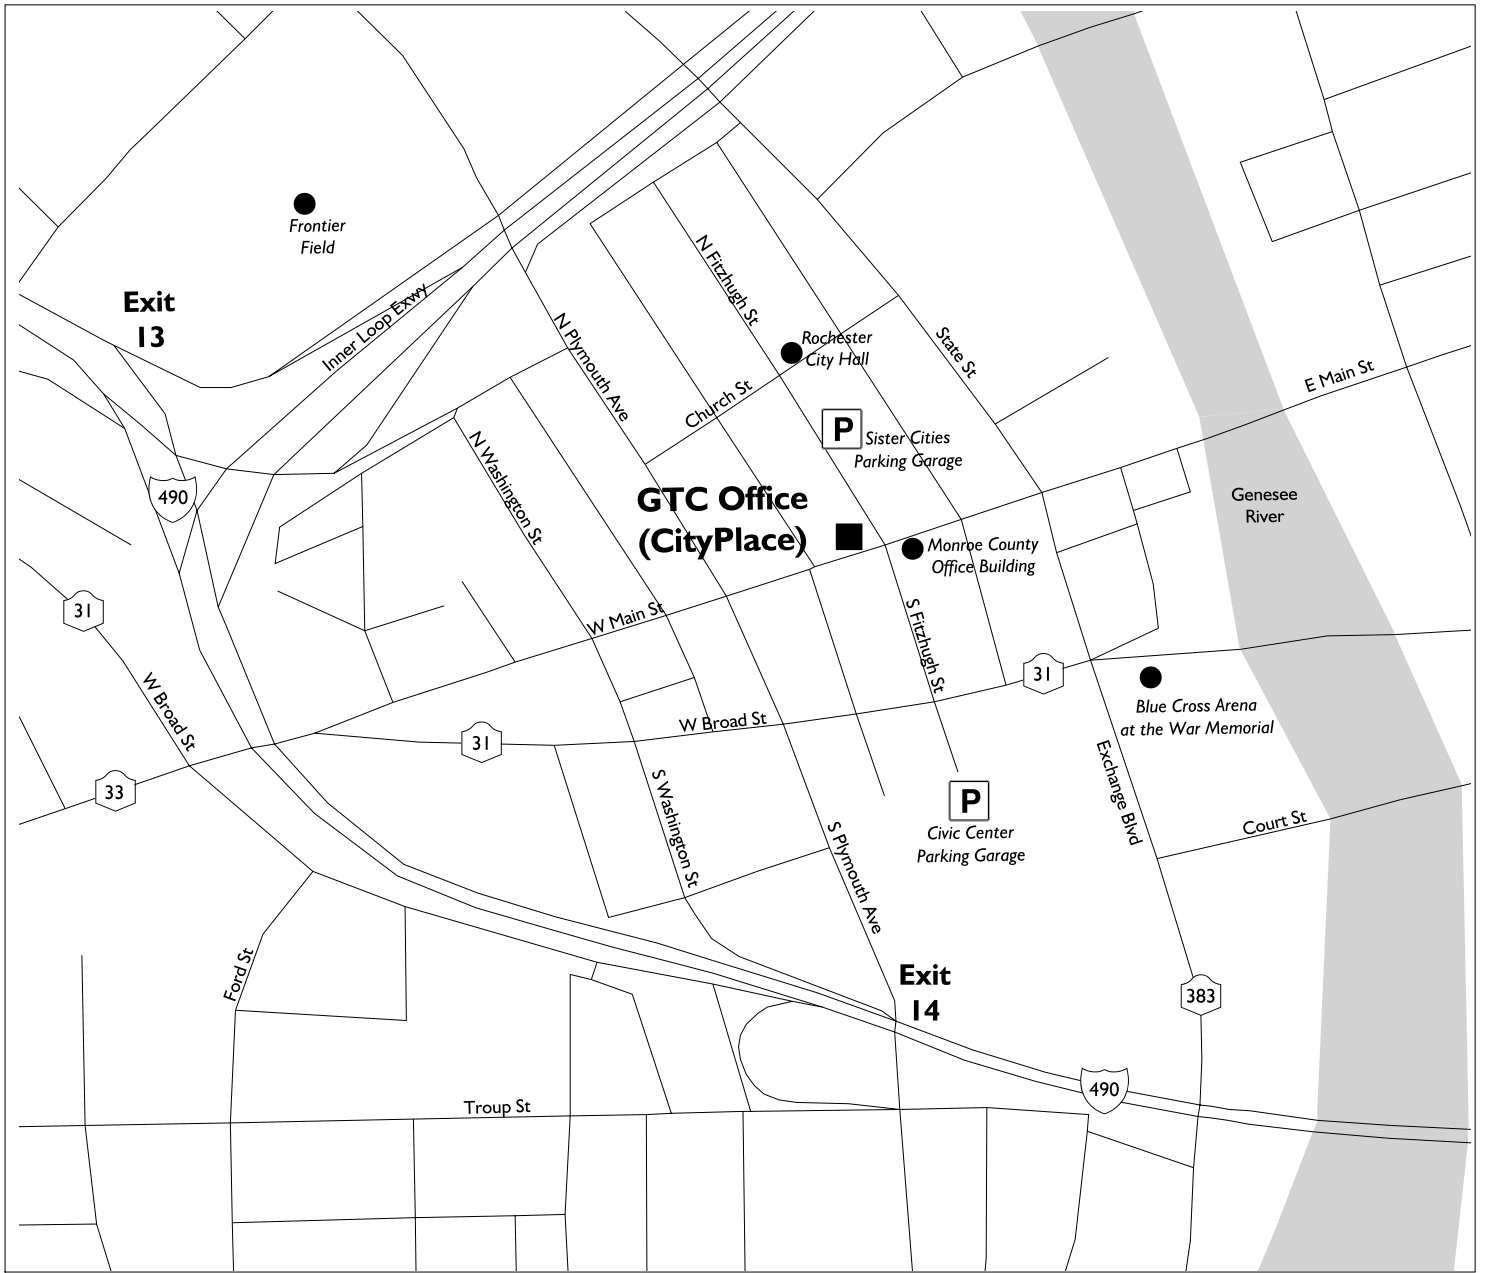 Frontier
Field
N Fitzhugh St
Exit
13
Inner Loop Exwy
N Plymouth Ave
Rochester
City Hall
State St
E Main St
Church St
P
Sister Cities
Parking Garage
N Washington St
490
GTC Office
(CityPlace)
Genesee
River
Monroe County
Office Building
31
W Main St
S Fitzhugh St
31
W Broad St
Blue Cross Arena
at the War Memorial
W Broad St
31
33
Exchange Blvd
S Washington St
P
Civic Center
Parking Garage
Court St
S Plymouth Ave
Ford St
Exit
14
383
490
Troup St